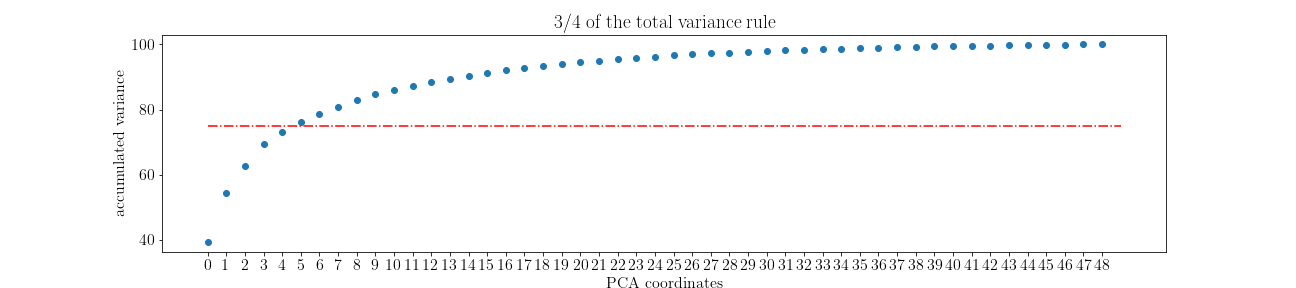 3/4 of the total variance rule
100
80
60
40
accumulated variance
0 1 2 3 4 5 6 7 8 9 10 11 12 13 14 15 16 17 18 19 20 21 22 23 24 25 26 27 28 29 30 31 32 33 34 35 36 37 38 39 40 41 42 43 44 45 46 47 48
PCA coordinates